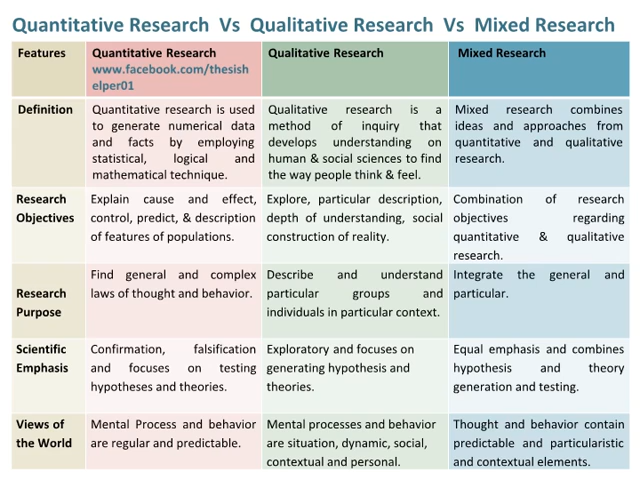 Quantitative Research Vs Qualitative Research Vs Mixed Research
Features
Quantitative Research
www.facebook.com/thesish
elper01
Qualitative Research
Mixed Research
Definition
Quantitative research is used
to generate numerical data
and facts by employing
statistical, logical and
mathematical technique.
Qualitative research is a
method of inquiry that
develops understanding on
human & social sciences to find
the way people think & feel.
Mixed research combines
ideas and approaches from
quantitative and qualitative
research.
Research
Objectives
Explain cause and effect,
control, predict, & description
of features of populations.
Explore, particular description,
depth of understanding, social
construction of reality.
Combination of research
objectives regarding
quantitative & qualitative
research.
Research
Purpose
Find general and complex
laws of thought and behavior.
Describe and understand
particular groups and
individuals in particular context.
Integrate the general and
particular.
Scientific
Emphasis
Confirmation, falsification
and focuses on testing
hypotheses and theories.
Exploratory and focuses on
generating hypothesis and
theories.
Equal emphasis and combines
hypothesis and theory
generation and testing.
Views of
the World
Mental Process and behavior
are regular and predictable.
Mental processes and behavior
are situation, dynamic, social,
contextual and personal.
Thought and behavior contain
predictable and particularistic
and contextual elements.